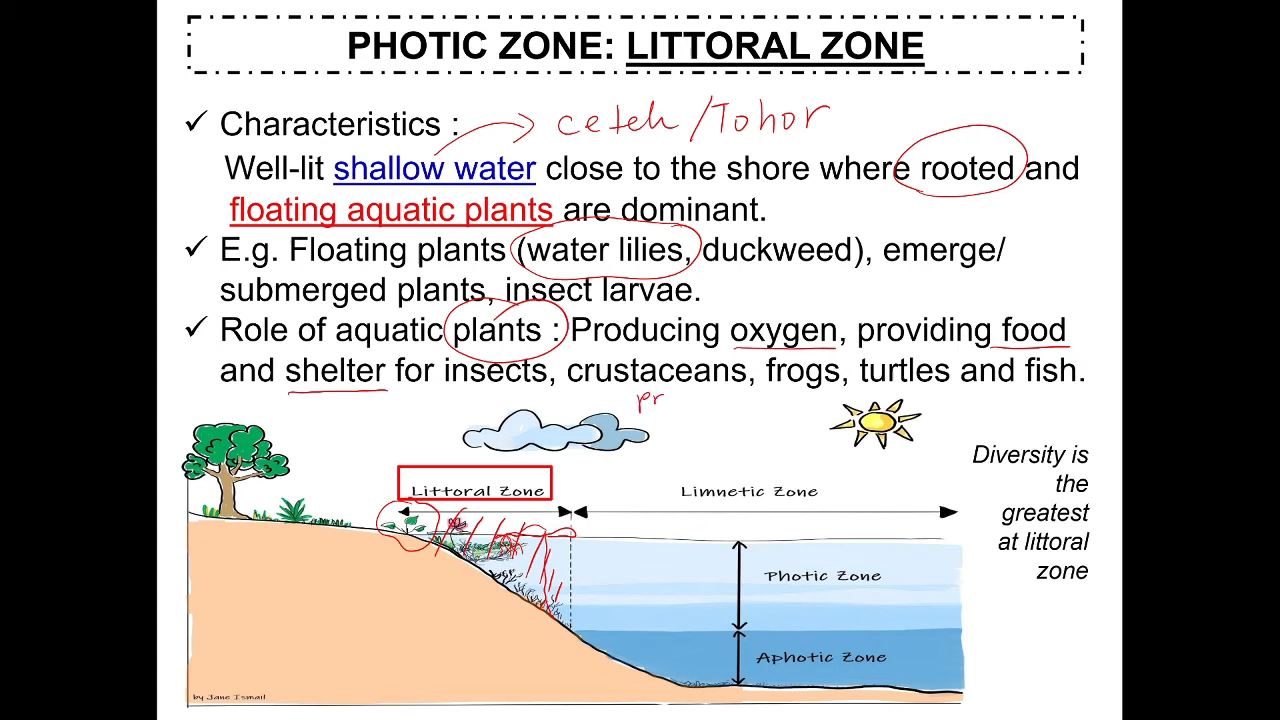 PHOTIC ZONE: LITTORAL ZONE
✓ Characteristics :
cetek/Tohor
Well-lit shallow water close to the shore where rooted and
floating aquatic plants are dominant.
✓ E.g. Floating plants (water lilies, duckweed), emerge/
submerged plants, insect larvae.
✓ Role of aquatic plants : Producing oxygen, providing food
and shelter for insects, crustaceans, frogs, turtles and fish.
pr
Littoral Zone
Limnetic Zone
Diversity is
the
greatest
at littoral
zone
Photic Zone
Aphotic Zone
by Jane Ismail